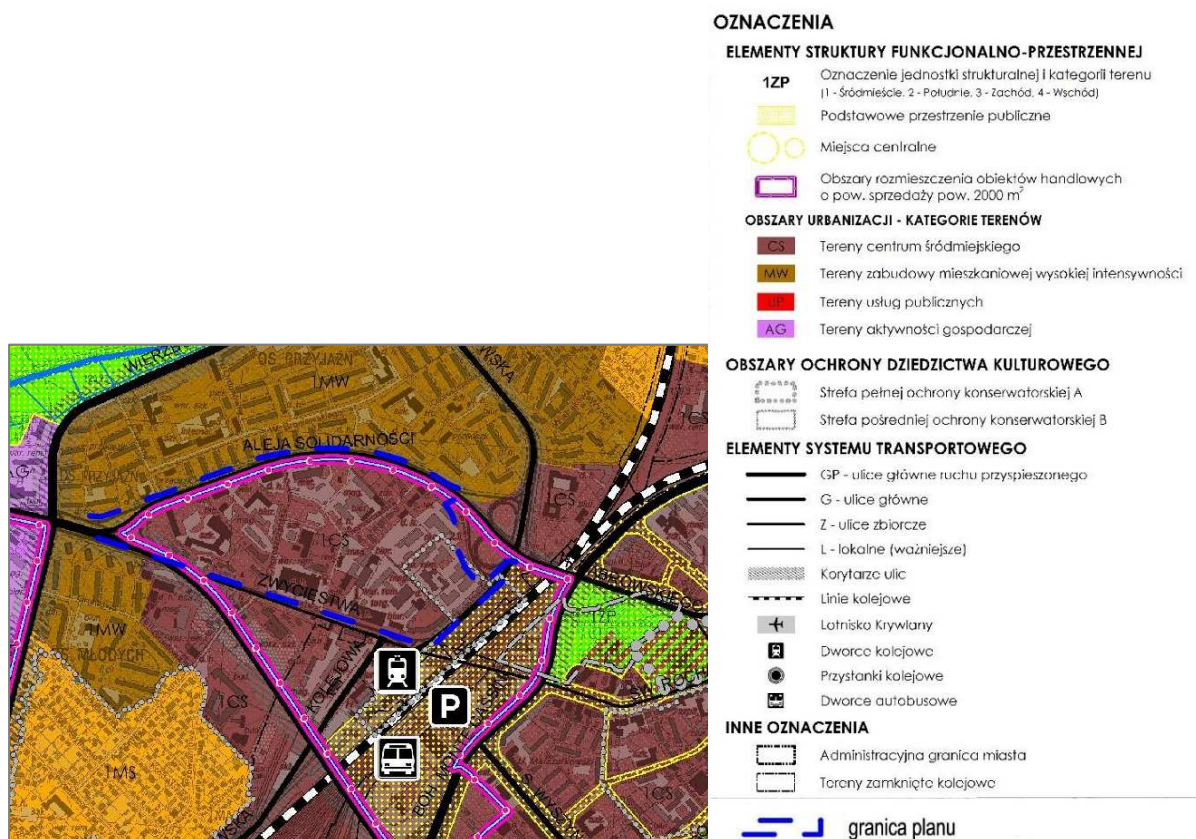 OZNACZENIA
ELEMENTY STRUKTURY FUNKCJONALNO-PRZESTRZENNEJ
1ZP
Oznaczenie jednostki strukturalnej i kategorii terenu
(1 - Śródmieście, 2 - Południe, 3 - Zachód, 4 - Wschód)
Podstawowe przestrzenie publiczne
Miejsca centralne
Obszary rozmieszczenia obiektów handlowych
o pow. sprzedaży pow. 2000 m²
OBSZARY URBANIZACJI - KATEGORIE TERENÓW
CS Tereny centrum śródmiejskiego
MW Tereny zabudowy mieszkaniowej wysokiej intensywności
UP Tereny usług publicznych
AG Tereny aktywności gospodarczej
OBSZARY OCHRONY DZIEDZICTWA KULTUROWEGO
Strefa pełnej ochrony konserwatorskiej A
Strefa pośredniej ochrony konserwatorskiej B
ELEMENTY SYSTEMU TRANSPORTOWEGO
GP - ulice główne ruchu przyspieszonego
G - ulice główne
Z - ulice zbiorcze
L - lokalne (ważniejsze)
Korytarze ulic
Linie kolejowe
Lotnisko Krywlany
Dworce kolejowe
Przystanki kolejowe
Dworce autobusowe
INNE OZNACZENIA
Administracyjna granica miasta
Tereny zamknięte kolejowe
granica planu
OS. PRZYJAŹŃ
1MW
ALEJA SOLIDARNOŚCI
AG
OS. PRZYJAŹŃ
1CS
1CS
1CS
ZWYCIĘSTWA
1ZP
1MW
KOLEJOWA
P
1CS
1MS
1CS